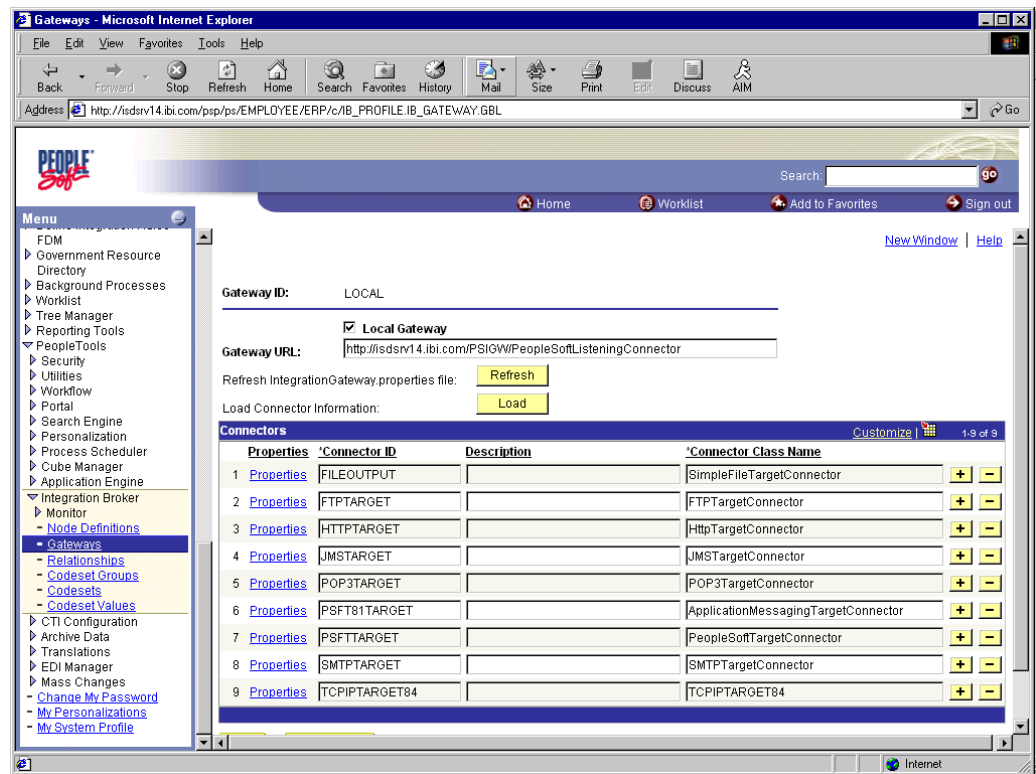 Gateways - Microsoft Internet Explorer
File Edit View Favorites Tools Help
Back Forward Stop Refresh Home Search Favorites History Mail Size Print Edit Discuss AIM
Address http://isdsrv14.ibi.com/psp/ps/EMPLOYEE/ERP/c/IB_PROFILE.IB_GATEWAY.GBL Go
PEOPLE Soft
Search: go
Home Worklist Add to Favorites Sign out
Menu
FDM
Government Resource
Directory
Background Processes
Worklist
Tree Manager
Reporting Tools
PeopleTools
Security
Utilities
Workflow
Portal
Search Engine
Personalization
Process Scheduler
Cube Manager
Application Engine
Integration Broker
Monitor
Node Definitions
Gateways
Relationships
Codeset Groups
Codesets
Codeset Values
CTI Configuration
Archive Data
Translations
EDI Manager
Mass Changes
Change My Password
My Personalizations
My System Profile
New Window | Help
Gateway ID: LOCAL
Local Gateway
Gateway URL: http://isdsrv14.ibi.com/PSIGW/PeopleSoftListeningConnector
Refresh IntegrationGateway.properties file: Refresh
Load Connector Information: Load
Connectors Customize | 1-9 of 9
Properties *Connector ID Description *Connector Class Name
1 Properties FILEOUTPUT SimpleFileTargetConnector + -
2 Properties FTPTARGET FTPTargetConnector + -
3 Properties HTTPTARGET HttpTargetConnector + -
4 Properties JMSTARGET JMSTargetConnector + -
5 Properties POP3TARGET POP3TargetConnector + -
6 Properties PSFT81TARGET ApplicationMessagingTargetConnector + -
7 Properties PSFTTARGET PeopleSoftTargetConnector + -
8 Properties SMTPTARGET SMTPTargetConnector + -
9 Properties TCPIPTARGET84 TCPIPTARGET84 + -
Internet